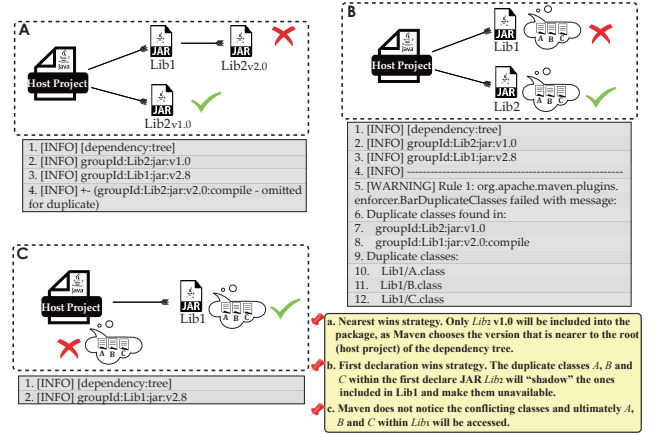 A
Java
Host Project
JAR
Lib1
JAR
Lib2v2.0
JAR
Lib2v1.0
1. [INFO] [dependency:tree]
2. [INFO] groupId:Lib2:jar:v1.0
3. [INFO] groupId:Lib1:jar:v2.8
4. [INFO] +- (groupId:Lib2:jar:v2.0:compile - omitted
for duplicate)
B
Java
Host Project
JAR
Lib1
A B C
JAR
Lib2
A B C
1. [INFO] [dependency:tree]
2. [INFO] groupId:Lib2:jar:v1.0
3. [INFO] groupId:Lib1:jar:v2.8
4. [INFO] ------------------------------------------------------
5. [WARNING] Rule 1: org.apache.maven.plugins.
enforcer.BarDuplicateClasses failed with message:
6. Duplicate classes found in:
7. groupId:Lib2:jar:v1.0
8. groupId:Lib1:jar:v2.0:compile
9. Duplicate classes:
10. Lib1/A.class
11. Lib1/B.class
12. Lib1/C.class
C
Java
Host Project
A B C
JAR
Lib1
A B C
1. [INFO] [dependency:tree]
2. [INFO] groupId:Lib1:jar:v2.8
a. Nearest wins strategy. Only Lib2 v1.0 will be included into the
package, as Maven chooses the version that is nearer to the root
(host project) of the dependency tree.
b. First declaration wins strategy. The duplicate classes A, B and
C within the first declare JAR Lib2 will “shadow” the ones
included in Lib1 and make them unavailable.
c. Maven does not notice the conflicting classes and ultimately A,
B and C within Lib1 will be accessed.